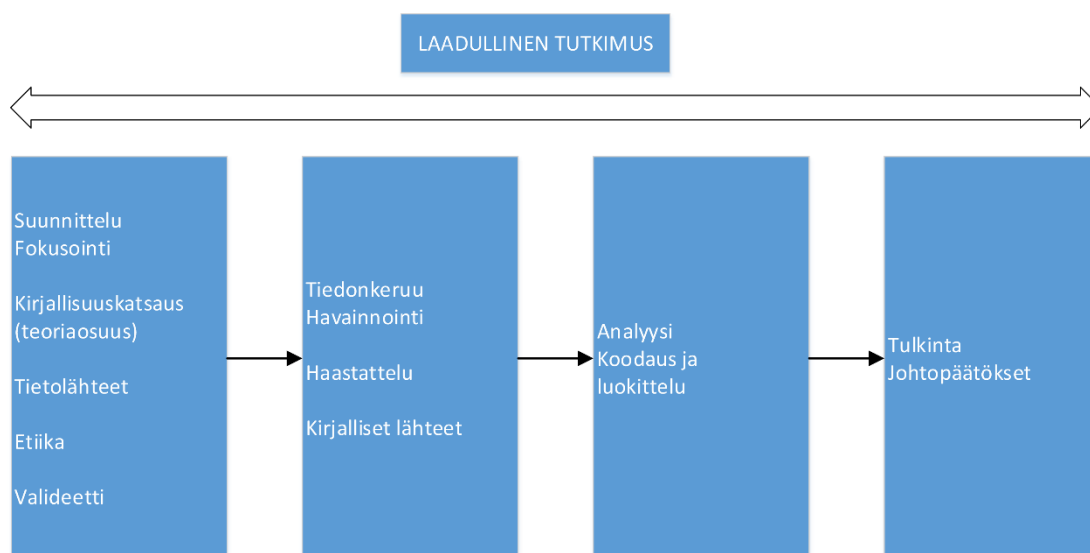 LAADULLINEN TUTKIMUS
Suunnittelu
Fokusointi
Kirjallisuuskatsaus
(teoriaosuus)
Tietolähteet
Etiika
Valideetti
Tiedonkeruu
Havainnointi
Haastattelu
Kirjalliset lähteet
Analyysi
Koodaus ja
luokittelu
Tulkinta
Johtopäätökset